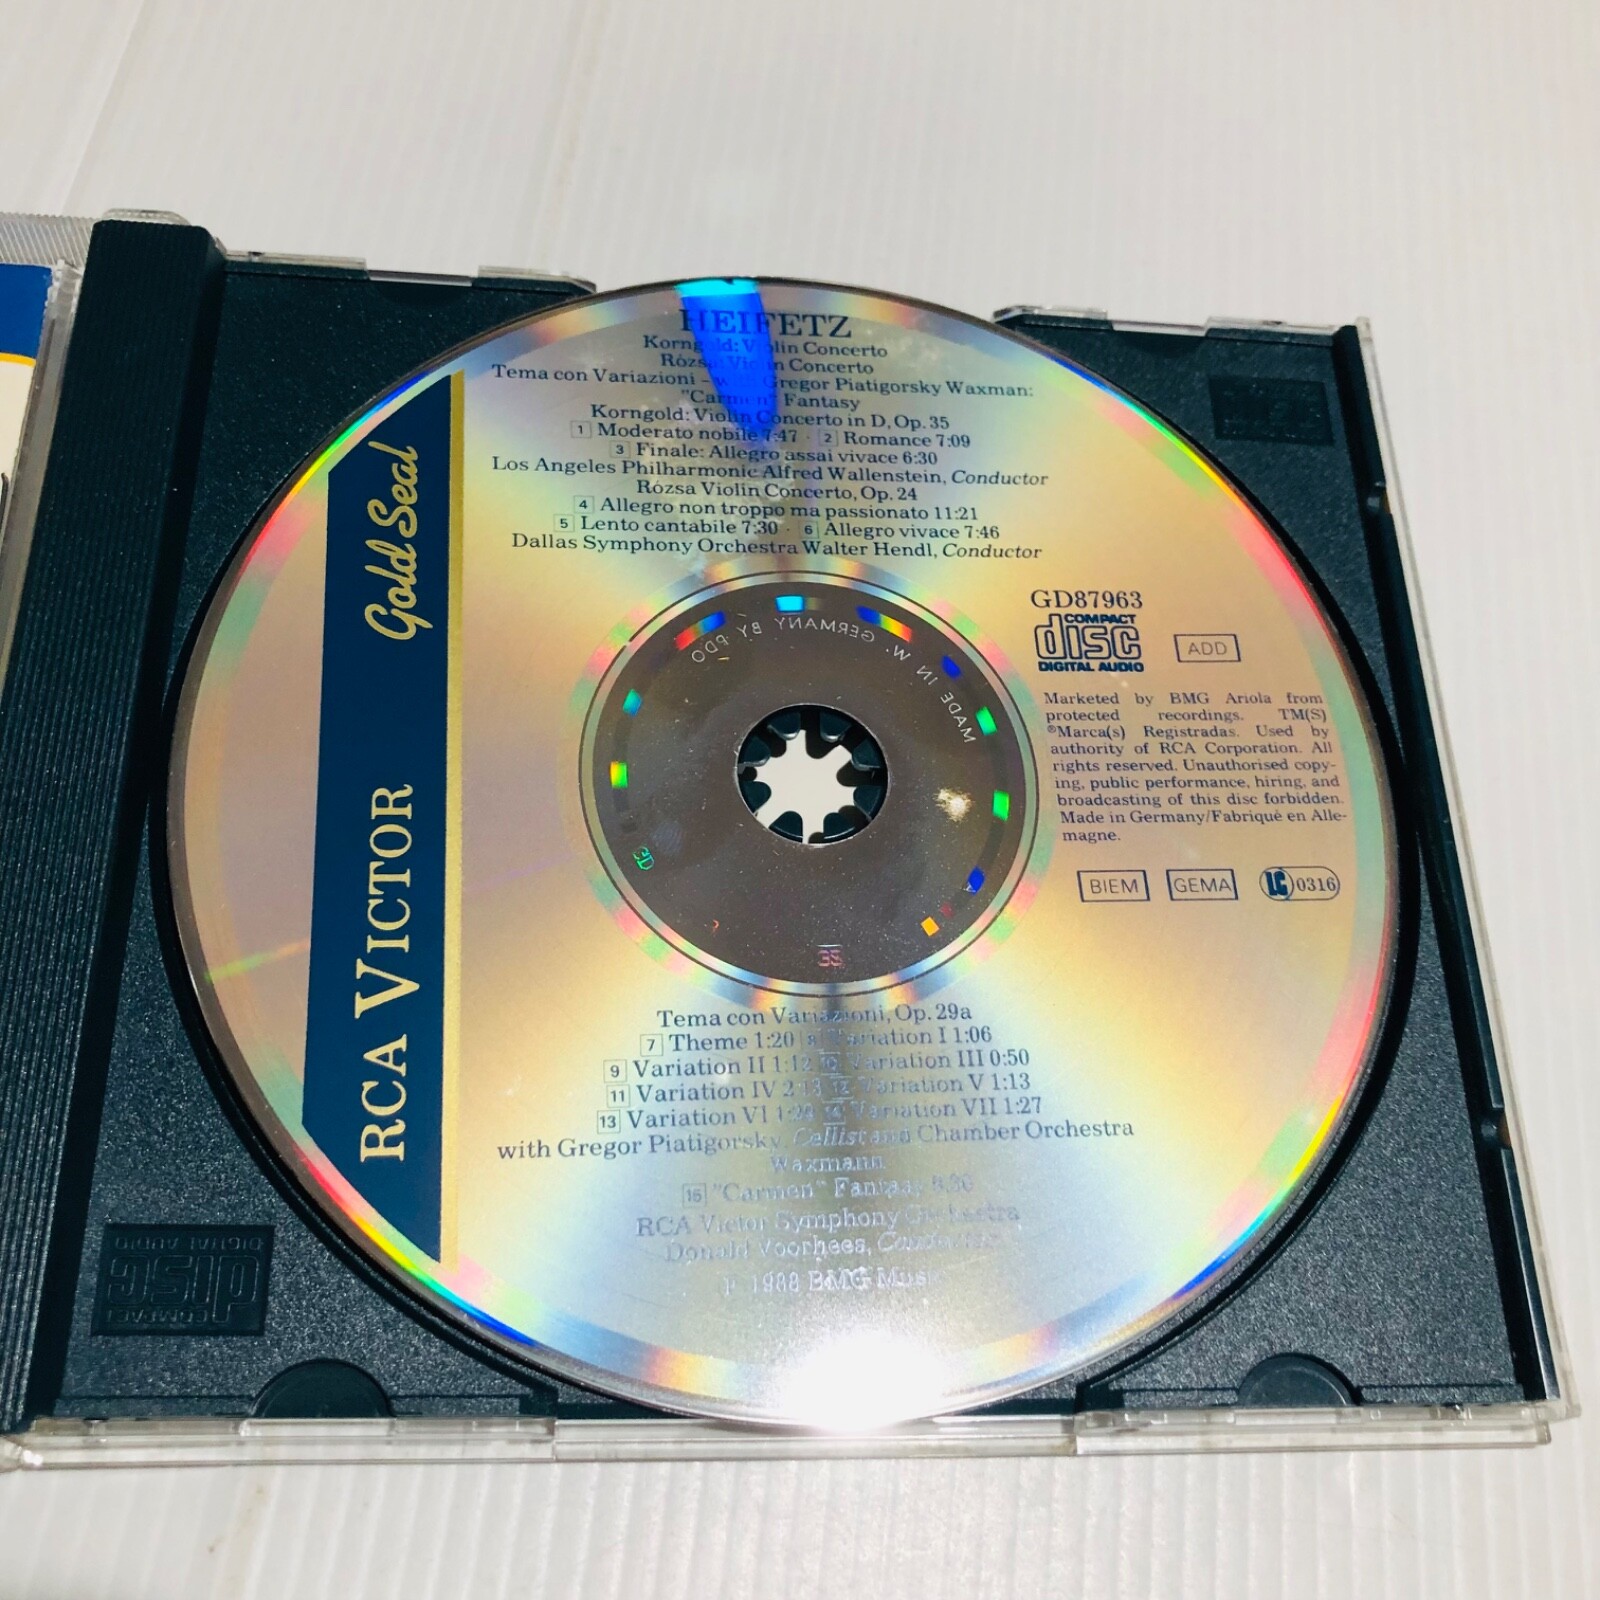 HEIFETZ
Korngold: Violin Concerto
Rózsa: Violin Concerto
Tema con Variazioni - with Gregor Piatigorsky Waxman:
"Carmen" Fantasy
Korngold: Violin Concerto in D, Op. 35
1 Moderato nobile 7:47 · 2 Romance 7:09
3 Finale: Allegro assai vivace 6:30
Los Angeles Philharmonic Alfred Wallenstein, Conductor
Rózsa Violin Concerto, Op. 24
4 Allegro non troppo ma passionato 11:21
5 Lento cantabile 7:30 · 6 Allegro vivace 7:46
Dallas Symphony Orchestra Walter Hendl, Conductor
Gold Seal
RCA VICTOR
GD87963
COMPACT
disc
DIGITAL AUDIO
ADD
Marketed by BMG Ariola from
protected recordings. TM(S)
®Marca(s) Registradas. Used by
authority of RCA Corporation. All
rights reserved. Unauthorised copy-
ing, public performance, hiring, and
broadcasting of this disc forbidden.
Made in Germany/Fabriqué en Alle-
magne.
BIEM GEMA LC 0316
MADE IN W. GERMANY BY PDO
Tema con Variazioni, Op. 29a
7 Theme 1:20 8 Variation I 1:06
9 Variation II 1:12 10 Variation III 0:50
11 Variation IV 2:13 12 Variation V 1:13
13 Variation VI 14 Variation VII 1:27
with Gregor Piatigorsky, Cellist and Chamber Orchestra
Waxmann
15 "Carmen" Fantasy
RCA Victor Symphony Orchestra
Donald Voorhees, Conductor
P 1988 BMG Music
COMPACT
disc
DIGITAL AUDIO